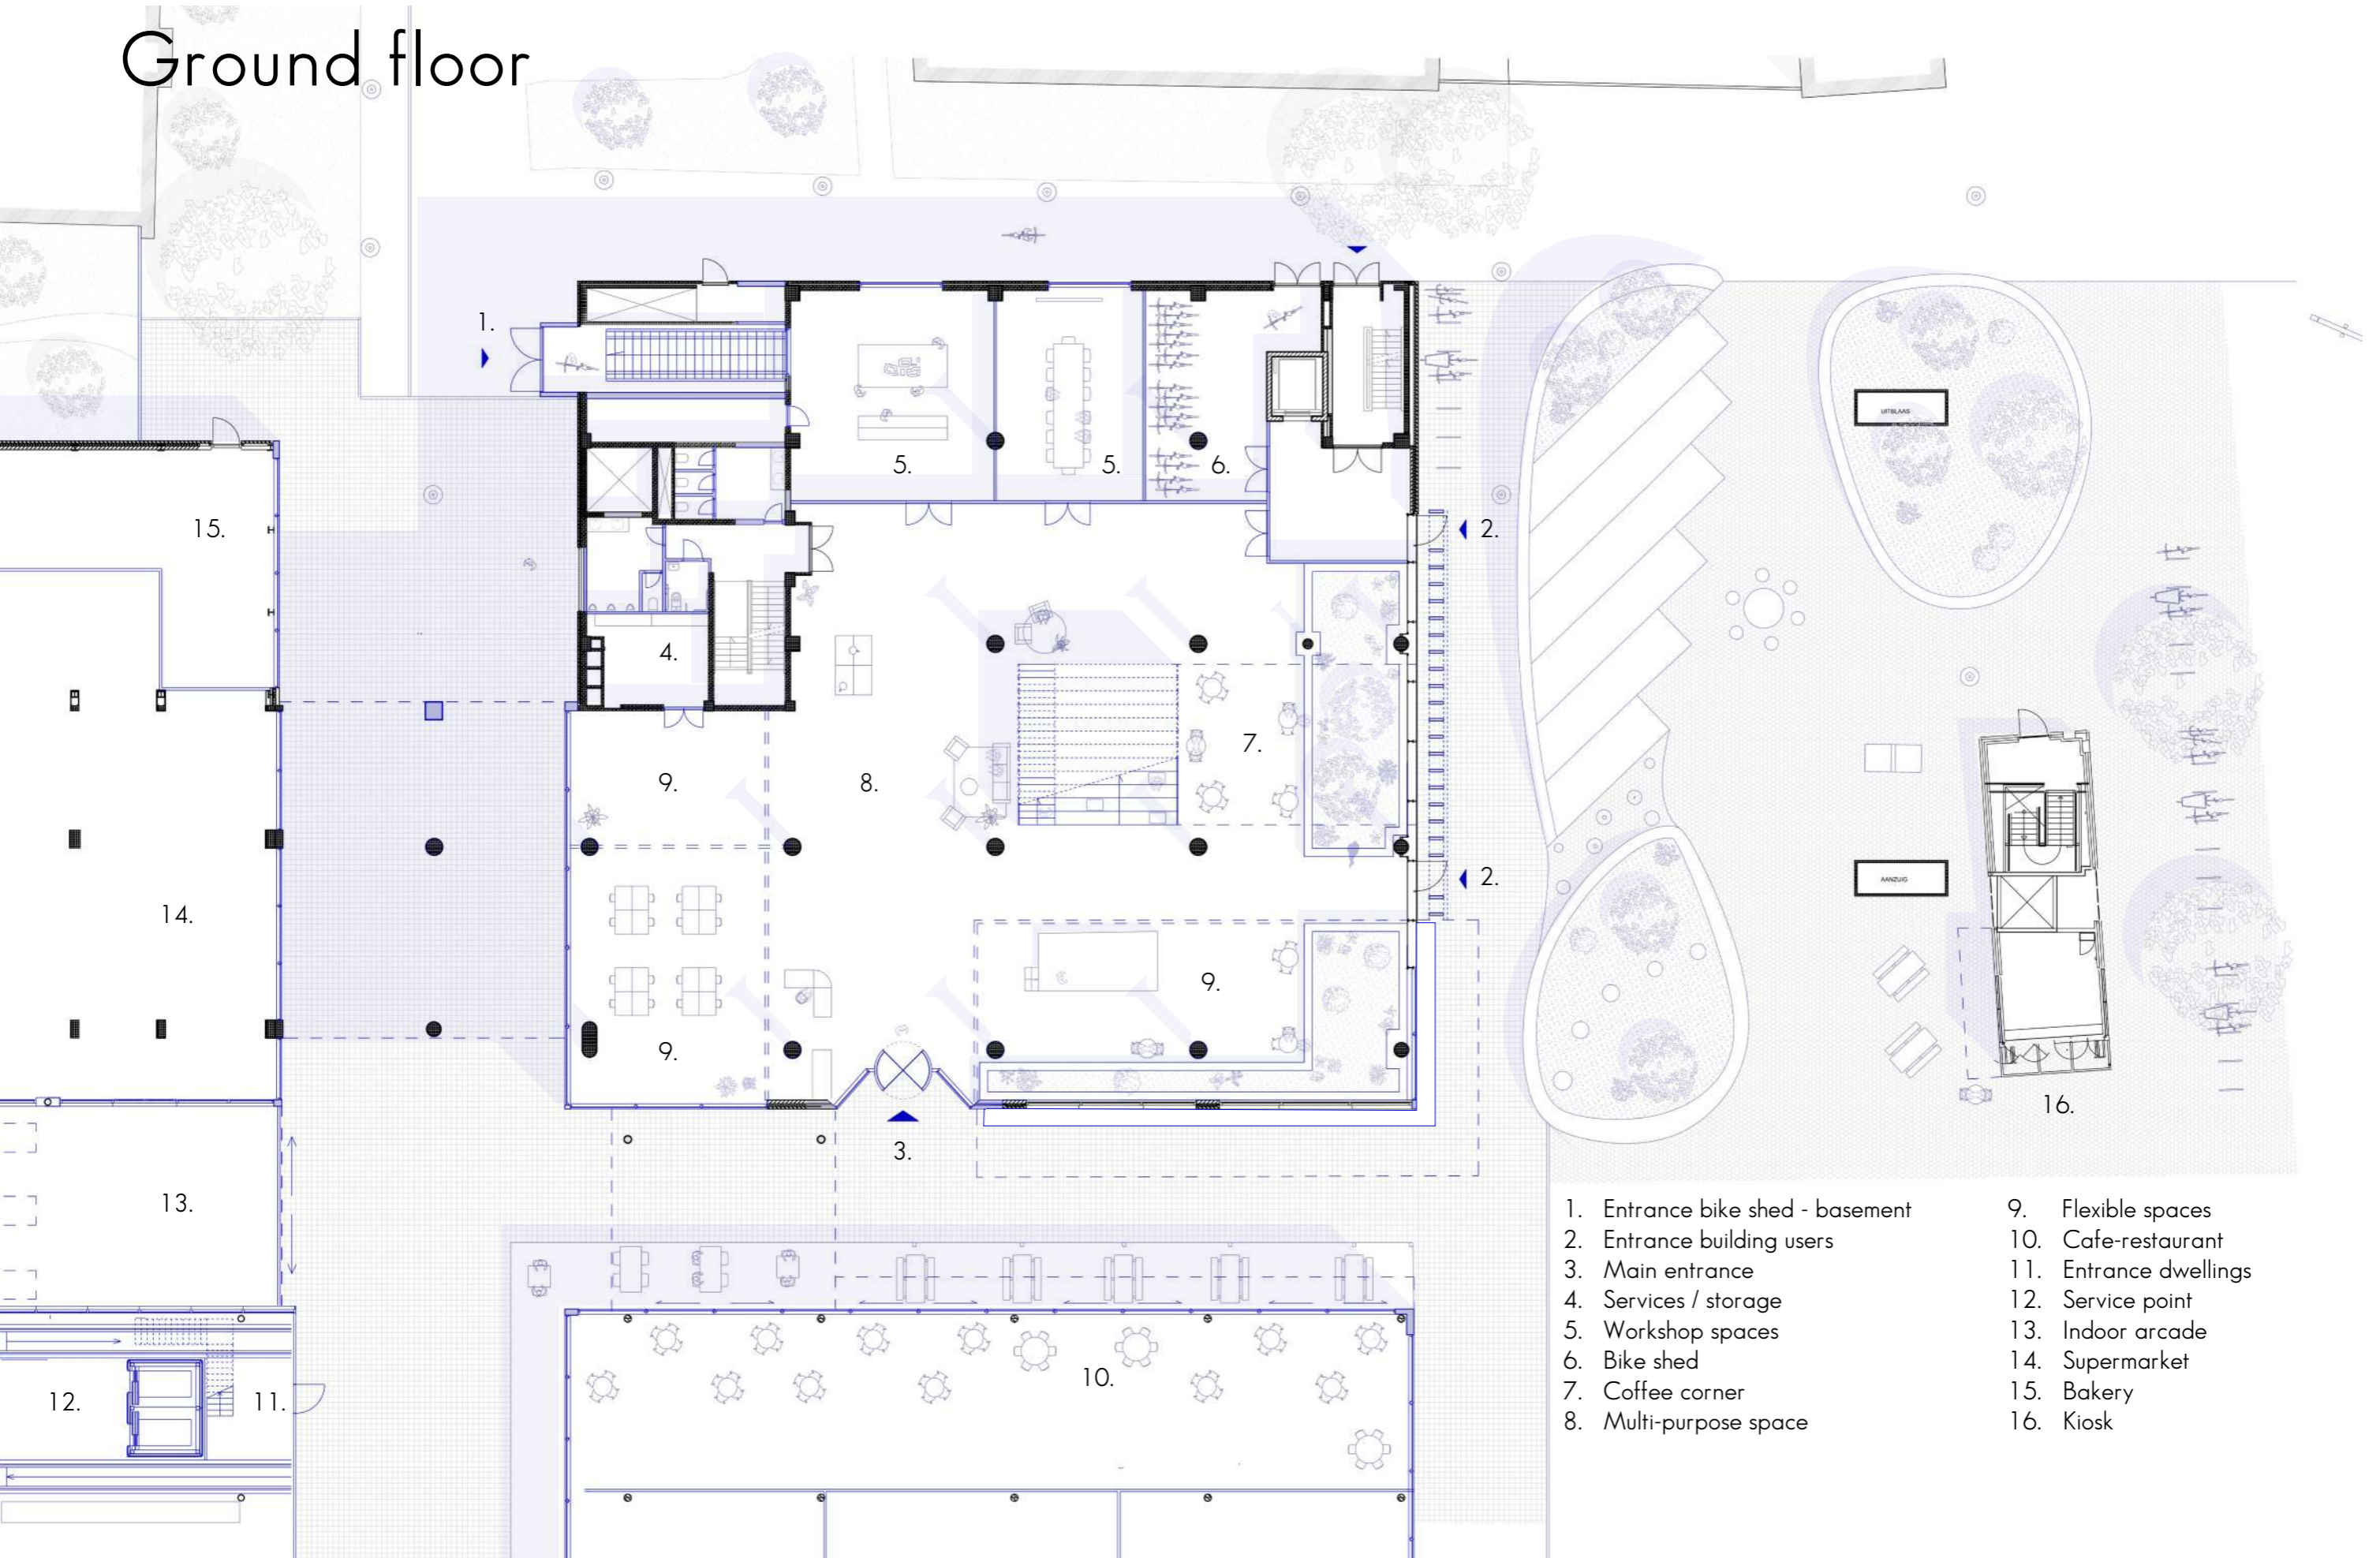 Ground floor
1.
UITBLAAS
5.
5.
6.
15.
2.
4.
7.
9.
8.
2.
AANZUIG
14.
9.
9.
16.
3.
13.
10.
12.
11.
1. Entrance bike shed - basement
2. Entrance building users
3. Main entrance
4. Services / storage
5. Workshop spaces
6. Bike shed
7. Coffee corner
8. Multi-purpose space
9. Flexible spaces
10. Cafe-restaurant
11. Entrance dwellings
12. Service point
13. Indoor arcade
14. Supermarket
15. Bakery
16. Kiosk